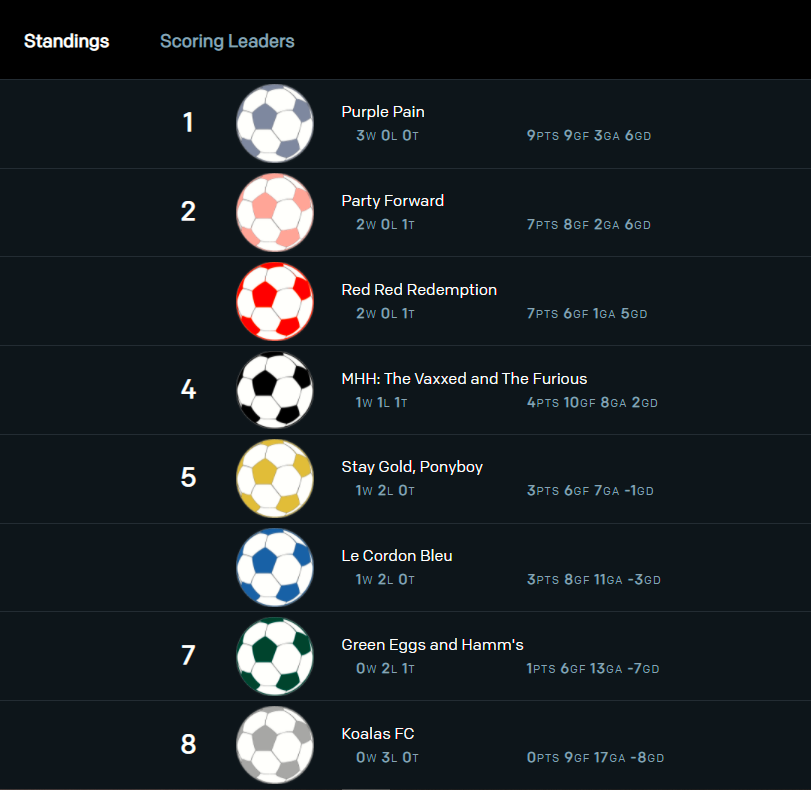 Standings Scoring Leaders
1 Purple Pain
3W 0L 0T 9PTS 9GF 3GA 6GD
2 Party Forward
2W 0L 1T 7PTS 8GF 2GA 6GD
Red Red Redemption
2W 0L 1T 7PTS 6GF 1GA 5GD
4 MHH: The Vaxxed and The Furious
1W 1L 1T 4PTS 10GF 8GA 2GD
5 Stay Gold, Ponyboy
1W 2L 0T 3PTS 6GF 7GA -1GD
Le Cordon Bleu
1W 2L 0T 3PTS 8GF 11GA -3GD
7 Green Eggs and Hamm's
0W 2L 1T 1PTS 6GF 13GA -7GD
8 Koalas FC
0W 3L 0T 0PTS 9GF 17GA -8GD